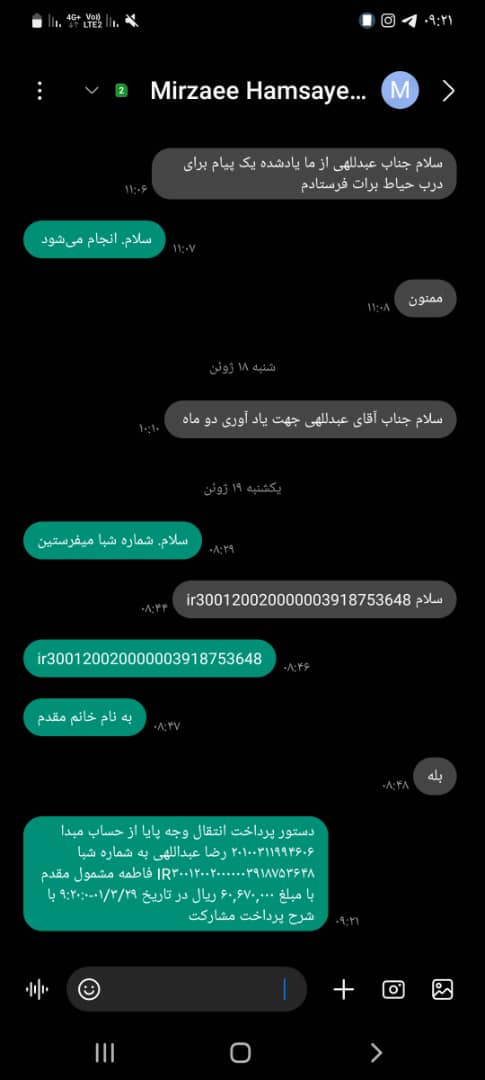 4G+ Vo) LTE2
۰۹:۲۱
2
Mirzaee Hamsaye...
M
سلام جناب عبدللهی از ما یادشده یک پیام برای
درب حیاط برات فرستادم
۱۱:۰۶
سلام. انجام می‌شود
۱۱:۰۷
ممنون
۱۱:۰۸
شنبه ۱۸ ژوئن
سلام جناب آقای عبدللهی جهت یاد آوری دو ماه
۱۰:۱۰
یکشنبه ۱۹ ژوئن
سلام. شماره شبا میفرستین
۰۸:۲۹
سلام ir300120020000003918753648
۰۸:۴۴
ir300120020000003918753648
۰۸:۴۶
به نام خانم مقدم
۰۸:۴۷
بله
۰۸:۴۸
دستور پرداخت انتقال وجه پایا از حساب مبدا
۲۰۱۰۰۳۱۱۹۹۴۶۰۶ رضا عبداللهی به شماره شبا
IR۳۰۰۱۲۰۰۲۰۰۰۰۰۰۳۹۱۸۷۵۳۶۴۸ فاطمه مشمول مقدم
با مبلغ ۶۰,۶۷۰,۰۰۰ ریال در تاریخ ۰۱/۳/۲۹-۹:۲۰:۰ با
شرح پرداخت مشارکت
۰۹:۲۱